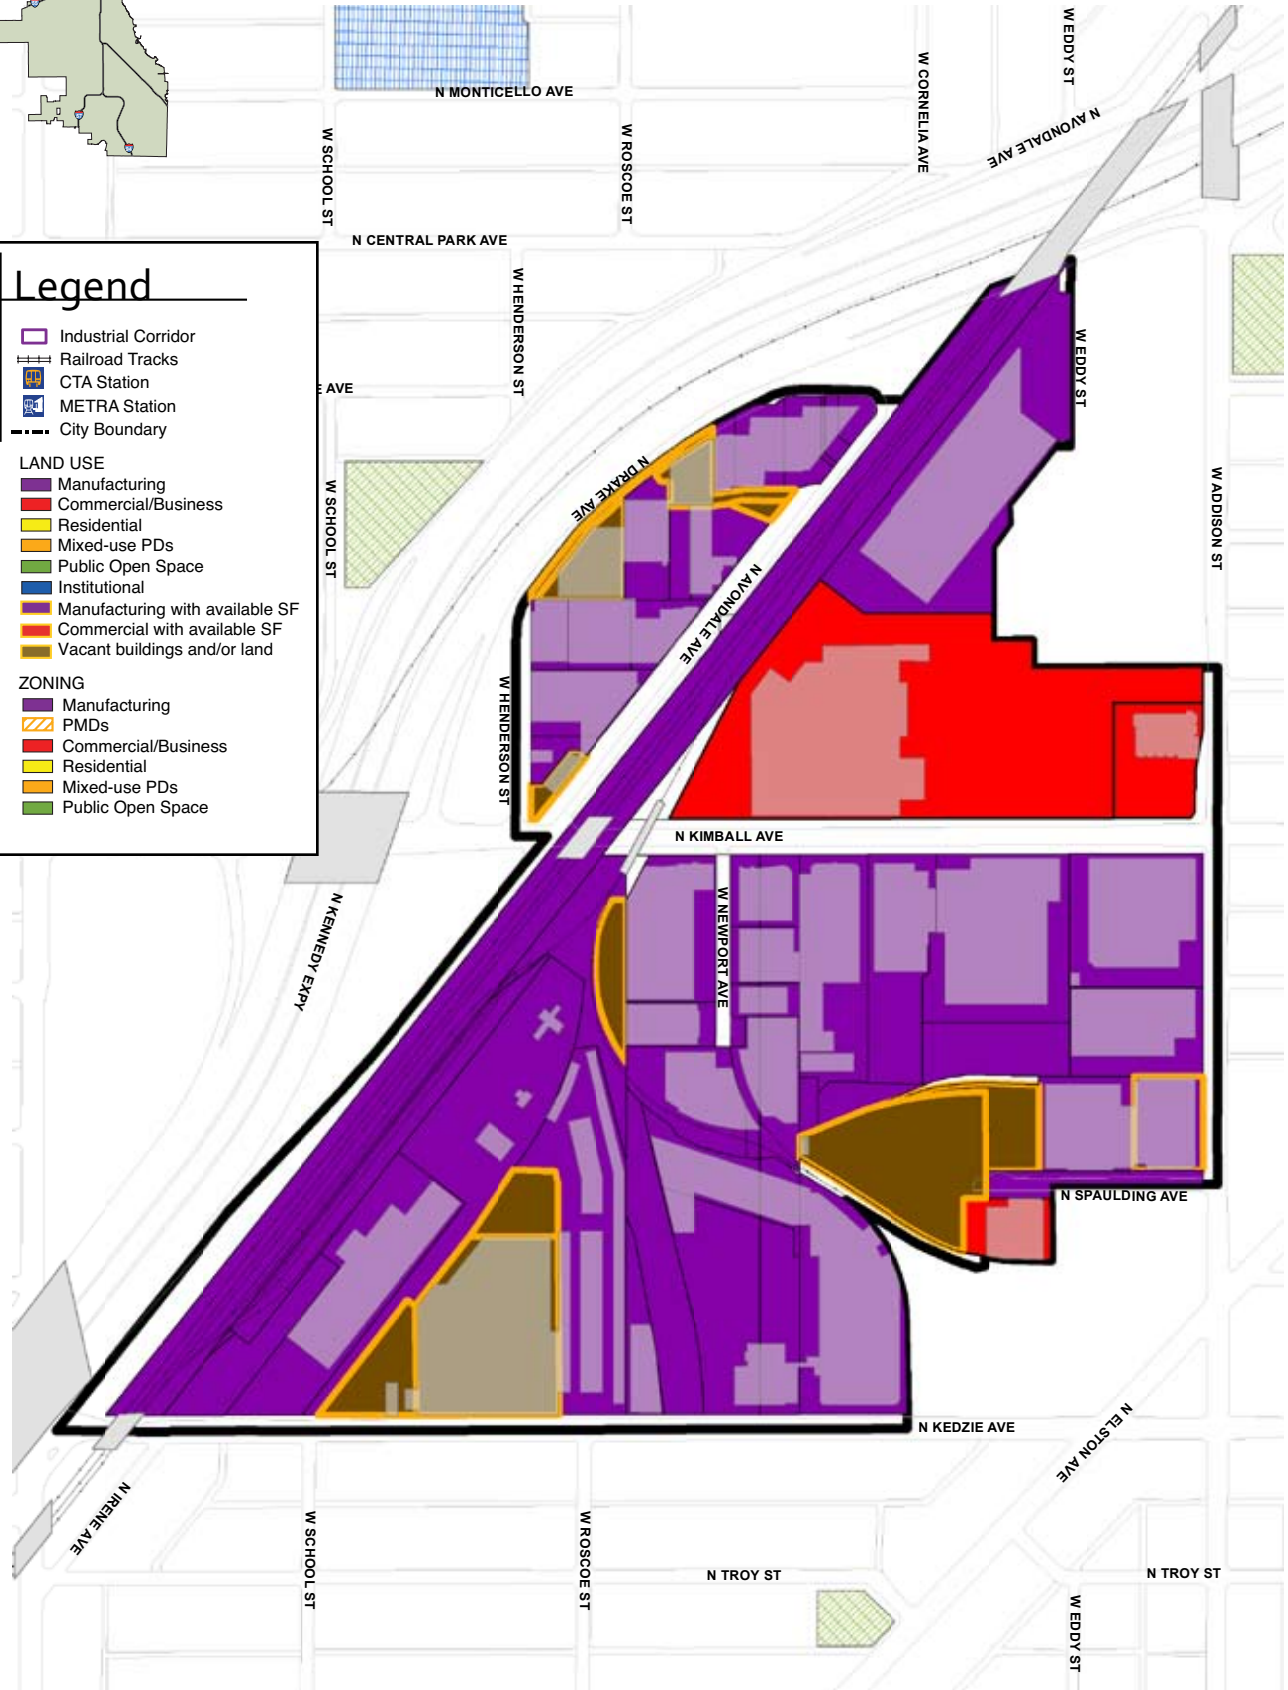 W EDDY ST
N MONTICELLO AVE
W CORNELIA AVE
N AVONDALE AVE
W SCHOOL ST
W ROSCOE ST
N CENTRAL PARK AVE
W HENDERSON ST
Legend
Industrial Corridor
Railroad Tracks
CTA Station
METRA Station
City Boundary
LAND USE
Manufacturing
Commercial/Business
Residential
Mixed-use PDs
Public Open Space
Institutional
Manufacturing with available SF
Commercial with available SF
Vacant buildings and/or land
ZONING
Manufacturing
PMDs
Commercial/Business
Residential
Mixed-use PDs
Public Open Space
AVE
W EDDY ST
N DRAKE AVE
W SCHOOL ST
W ADDISON ST
N AVONDALE AVE
W HENDERSON ST
N KIMBALL AVE
W NEWPORT AVE
N KENNEDY EXPY
N SPAULDING AVE
N KEDZIE AVE
N ELSTON AVE
N IRENE AVE
W SCHOOL ST
W ROSCOE ST
N TROY ST
N TROY ST
W EDDY ST